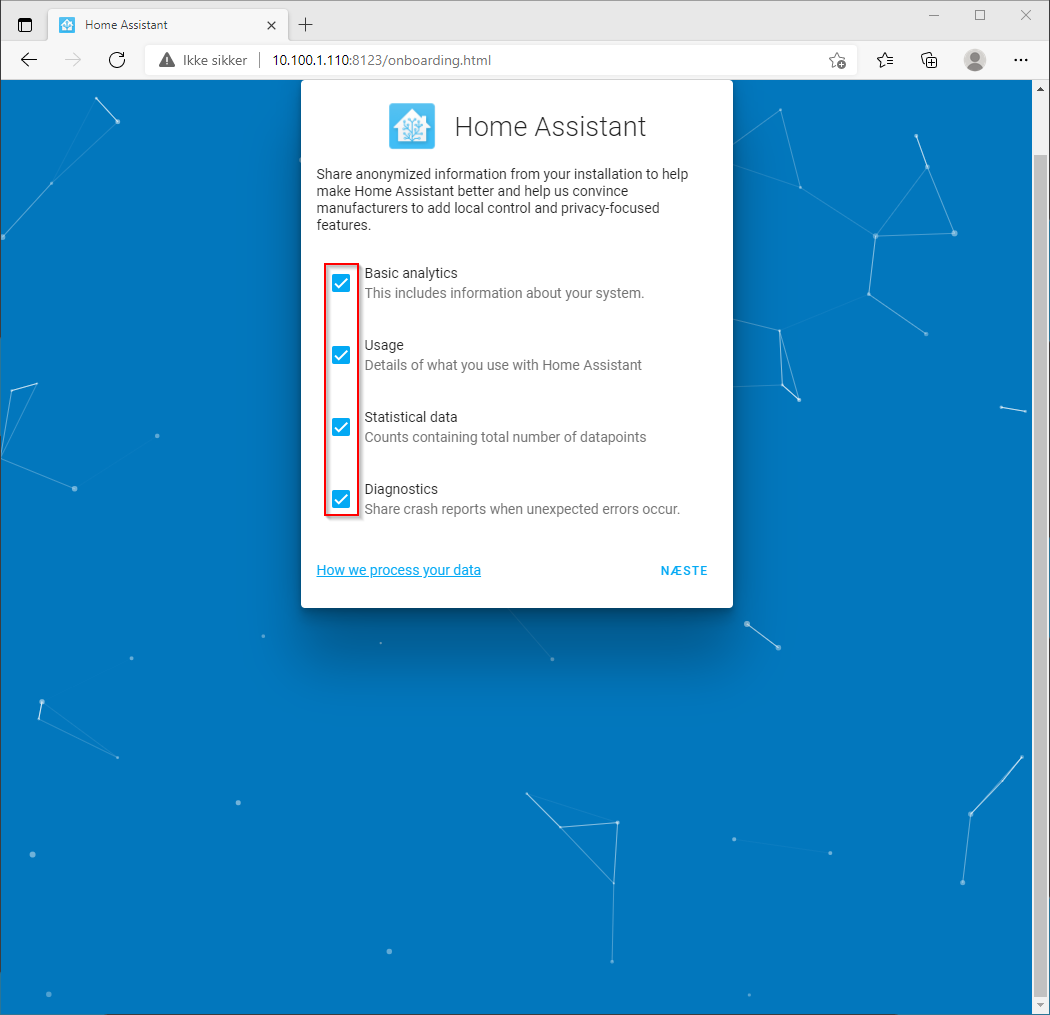 Home Assistant
Ikke sikker
10.100.1.110:8123/onboarding.html
Home Assistant
Share anonymized information from your installation to help
make Home Assistant better and help us convince
manufacturers to add local control and privacy-focused
features.
Basic analytics
This includes information about your system.
Usage
Details of what you use with Home Assistant
Statistical data
Counts containing total number of datapoints
Diagnostics
Share crash reports when unexpected errors occur.
How we process your data
NÆSTE